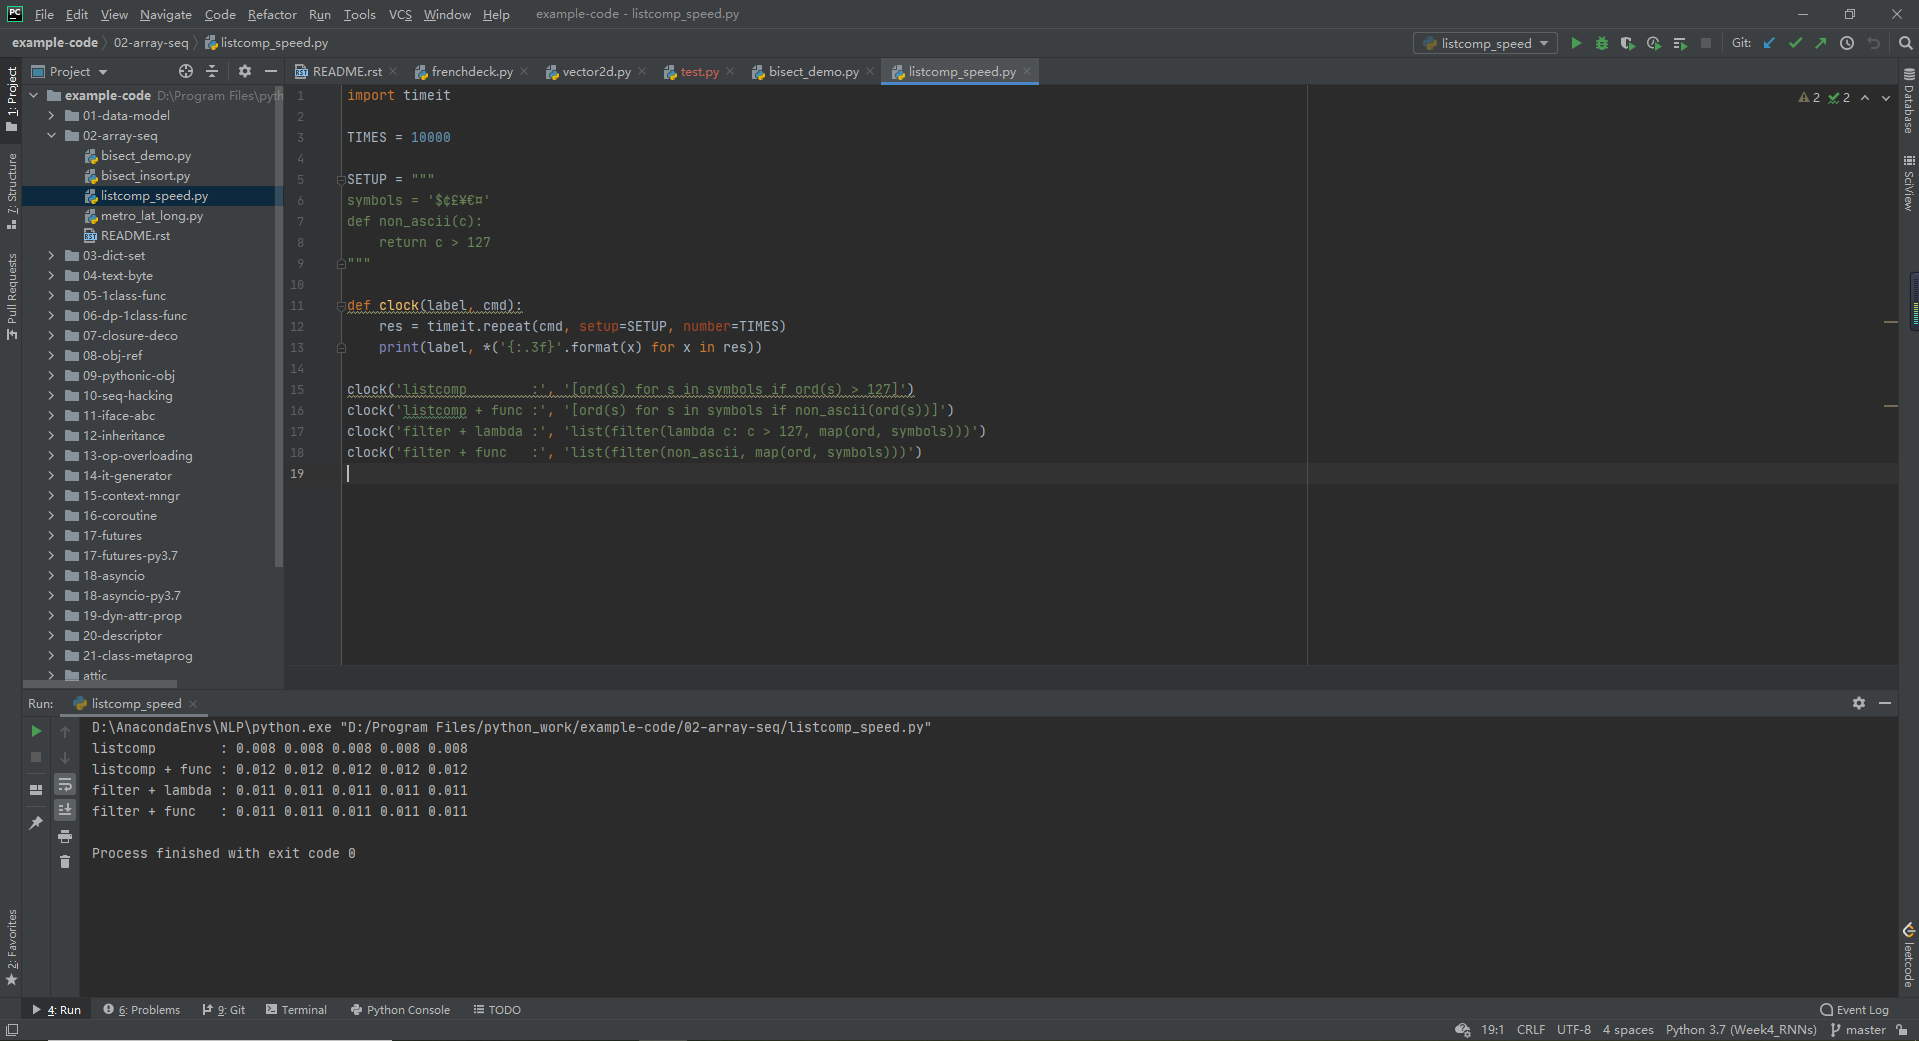 PC File Edit View Navigate Code Refactor Run Tools VCS Window Help example-code - listcomp_speed.py
example-code 02-array-seq listcomp_speed.py listcomp_speed Git:
Project README.rst frenchdeck.py vector2d.py test.py bisect_demo.py listcomp_speed.py
1: Project
7: Structure
Pull Requests
2: Favorites
example-code D:\Program Files\pyth
01-data-model
02-array-seq
bisect_demo.py
bisect_insort.py
listcomp_speed.py
metro_lat_long.py
README.rst
03-dict-set
04-text-byte
05-1class-func
06-dp-1class-func
07-closure-deco
08-obj-ref
09-pythonic-obj
10-seq-hacking
11-iface-abc
12-inheritance
13-op-overloading
14-it-generator
15-context-mngr
16-coroutine
17-futures
17-futures-py3.7
18-asyncio
18-asyncio-py3.7
19-dyn-attr-prop
20-descriptor
21-class-metaprog
attic
1 import timeit
2
3 TIMES = 10000
4
5 SETUP = """
6 symbols = '$¢£¥€¤'
7 def non_ascii(c):
8     return c > 127
9 """
10
11 def clock(label, cmd):
12     res = timeit.repeat(cmd, setup=SETUP, number=TIMES)
13     print(label, *('{:.3f}'.format(x) for x in res))
14
15 clock('listcomp        :', '[ord(s) for s in symbols if ord(s) > 127]')
16 clock('listcomp + func :', '[ord(s) for s in symbols if non_ascii(ord(s))]')
17 clock('filter + lambda :', 'list(filter(lambda c: c > 127, map(ord, symbols)))')
18 clock('filter + func   :', 'list(filter(non_ascii, map(ord, symbols)))')
19
2 2
Database
SciView
leetcode
Run: listcomp_speed
D:\AnacondaEnvs\NLP\python.exe "D:/Program Files/python_work/example-code/02-array-seq/listcomp_speed.py"
listcomp        : 0.008 0.008 0.008 0.008 0.008
listcomp + func : 0.012 0.012 0.012 0.012 0.012
filter + lambda : 0.011 0.011 0.011 0.011 0.011
filter + func   : 0.011 0.011 0.011 0.011 0.011
Process finished with exit code 0
4: Run 6: Problems 9: Git Terminal Python Console TODO Event Log
19:1 CRLF UTF-8 4 spaces Python 3.7 (Week4_RNNs) master